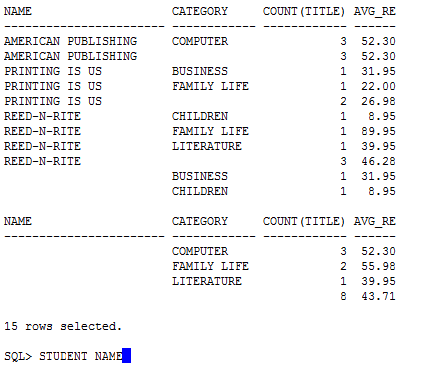 NAME                    CATEGORY     COUNT(TITLE) AVG_RE
----------------------- ------------ ------------ ------
AMERICAN PUBLISHING     COMPUTER                3  52.30
AMERICAN PUBLISHING                             3  52.30
PRINTING IS US          BUSINESS                1  31.95
PRINTING IS US          FAMILY LIFE             1  22.00
PRINTING IS US                                  2  26.98
REED-N-RITE             CHILDREN                1   8.95
REED-N-RITE             FAMILY LIFE             1  89.95
REED-N-RITE             LITERATURE              1  39.95
REED-N-RITE                                     3  46.28
                        BUSINESS                1  31.95
                        CHILDREN                1   8.95
NAME                    CATEGORY     COUNT(TITLE) AVG_RE
----------------------- ------------ ------------ ------
                        COMPUTER                3  52.30
                        FAMILY LIFE             2  55.98
                        LITERATURE              1  39.95
                                                8  43.71
15 rows selected.
SQL> STUDENT NAME